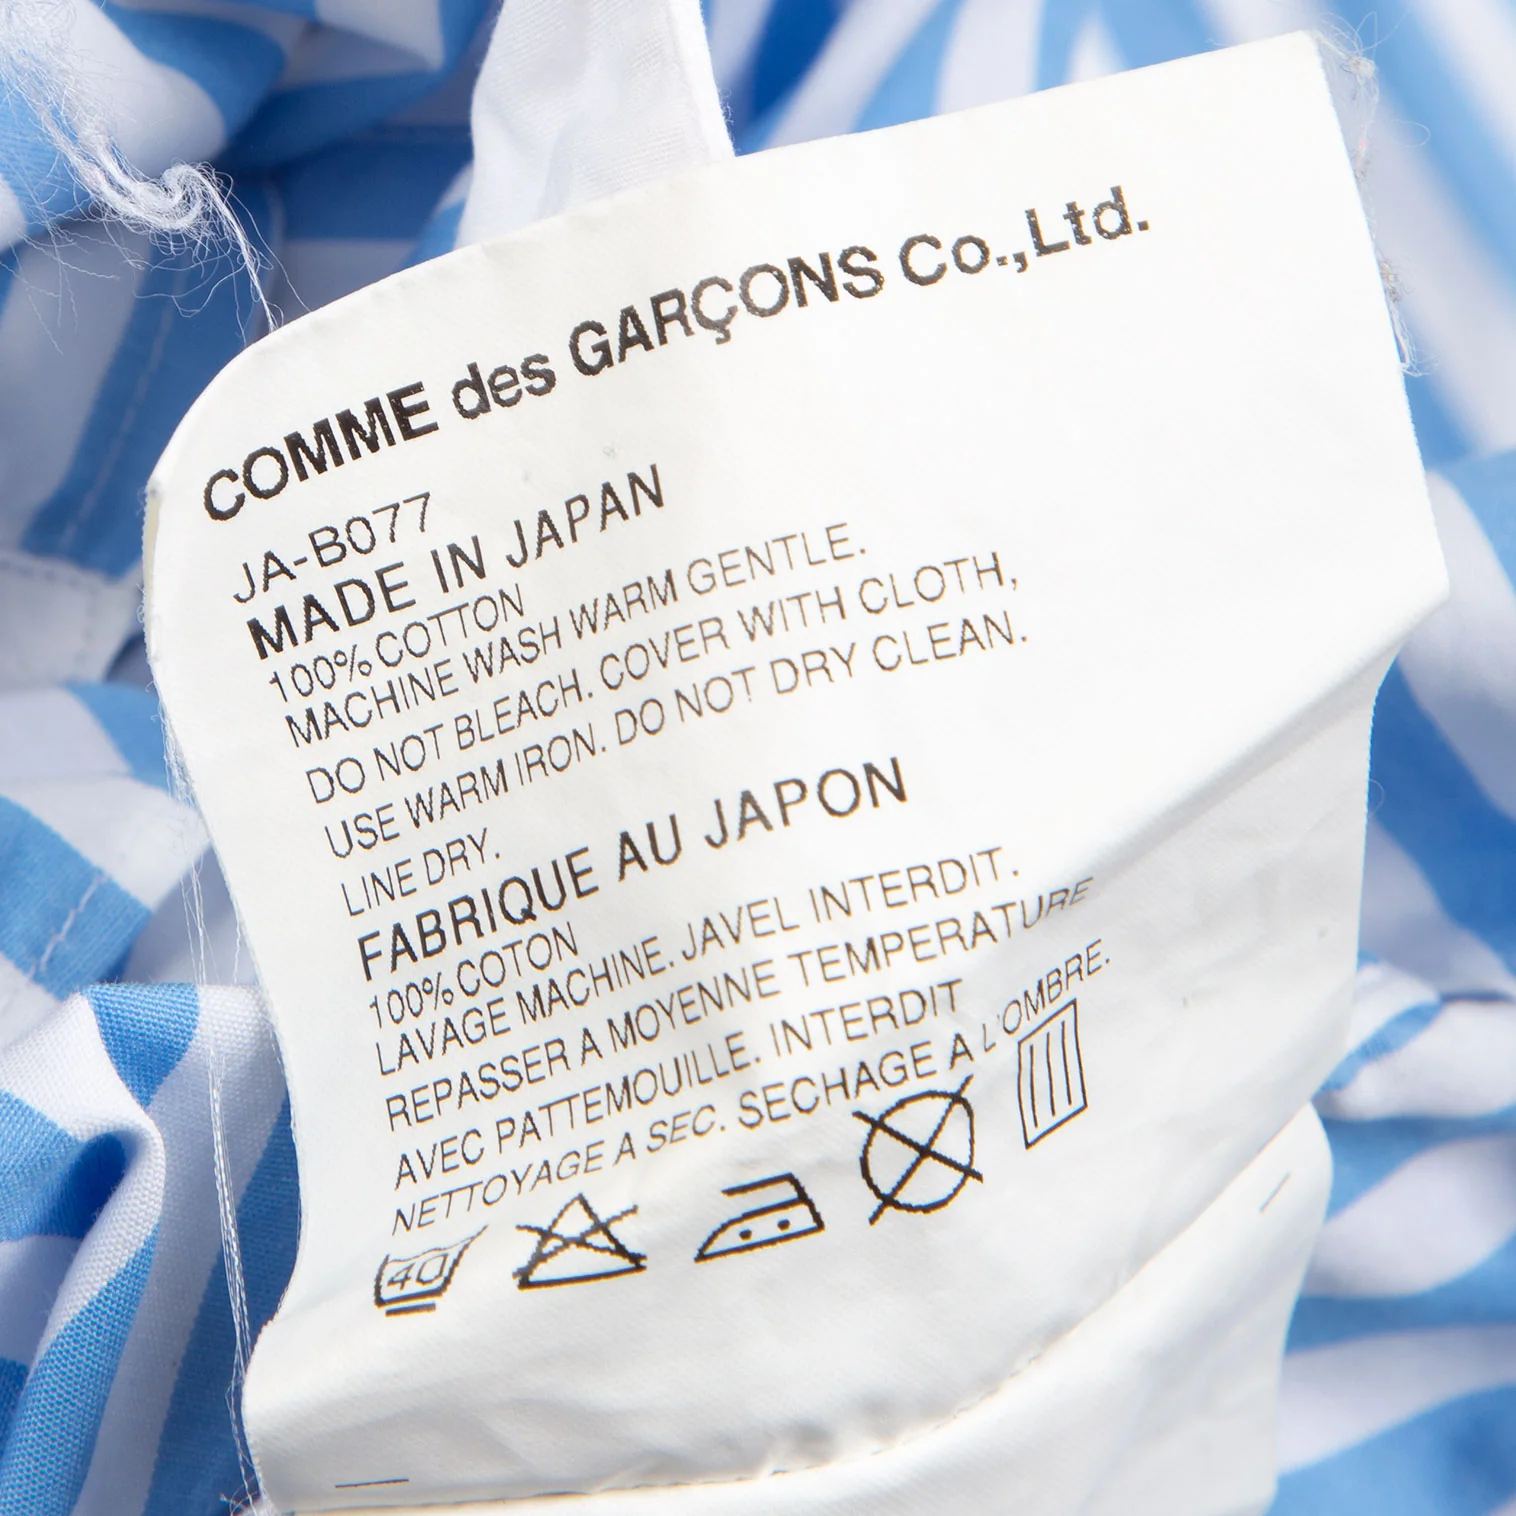 COMME des GARÇONS Co.,Ltd.
JA-B077
MADE IN JAPAN
100% COTTON
MACHINE WASH WARM GENTLE.
DO NOT BLEACH. COVER WITH CLOTH,
USE WARM IRON. DO NOT DRY CLEAN.
LINE DRY.
FABRIQUE AU JAPON
100% COTON
LAVAGE MACHINE. JAVEL INTERDIT.
REPASSER A MOYENNE TEMPERATURE
AVEC PATTEMOUILLE. INTERDIT
NETTOYAGE A SEC. SECHAGE A L'OMBRE.
40